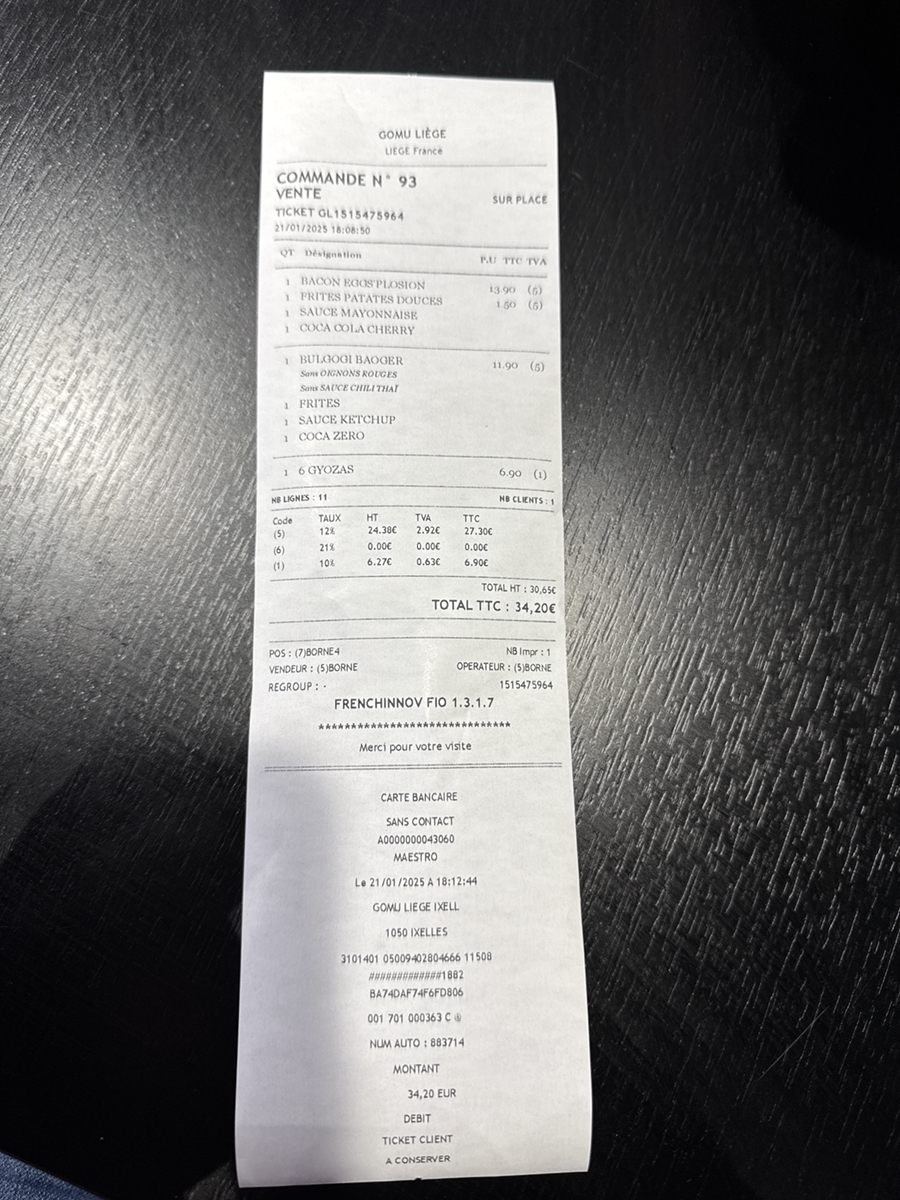 GOMU LIÈGE
LIEGE France
COMMANDE N° 93
VENTE
SUR PLACE
TICKET GL1515475964
21/01/2025 18:08:50
QT Désignation P.U TTC TVA
1 BACON EGGS'PLOSION 13.90 (5)
1 FRITES PATATES DOUCES 1.50 (5)
1 SAUCE MAYONNAISE
1 COCA COLA CHERRY
1 BULGOGI BAOGER 11.90 (5)
Sans OIGNONS ROUGES
Sans SAUCE CHILI THAÏ
1 FRITES
1 SAUCE KETCHUP
1 COCA ZERO
1 6 GYOZAS 6.90 (1)
NB LIGNES : 11 NB CLIENTS : 1
Code TAUX HT TVA TTC
(5) 12% 24.38€ 2.92€ 27.30€
(6) 21% 0.00€ 0.00€ 0.00€
(1) 10% 6.27€ 0.63€ 6.90€
TOTAL HT : 30,65€
TOTAL TTC : 34,20€
POS : (7)BORNE4 NB Impr : 1
VENDEUR : (5)BORNE OPERATEUR : (5)BORNE
REGROUP : - 1515475964
FRENCHINNOV FIO 1.3.1.7
******************************
Merci pour votre visite
CARTE BANCAIRE
SANS CONTACT
A0000000043060
MAESTRO
Le 21/01/2025 A 18:12:44
GOMU LIEGE IXELL
1050 IXELLES
3101401 05009402804666 11508
#############1882
BA74DAF74F6FD806
001 701 000363 C @
NUM AUTO : 883714
MONTANT
34,20 EUR
DEBIT
TICKET CLIENT
A CONSERVER